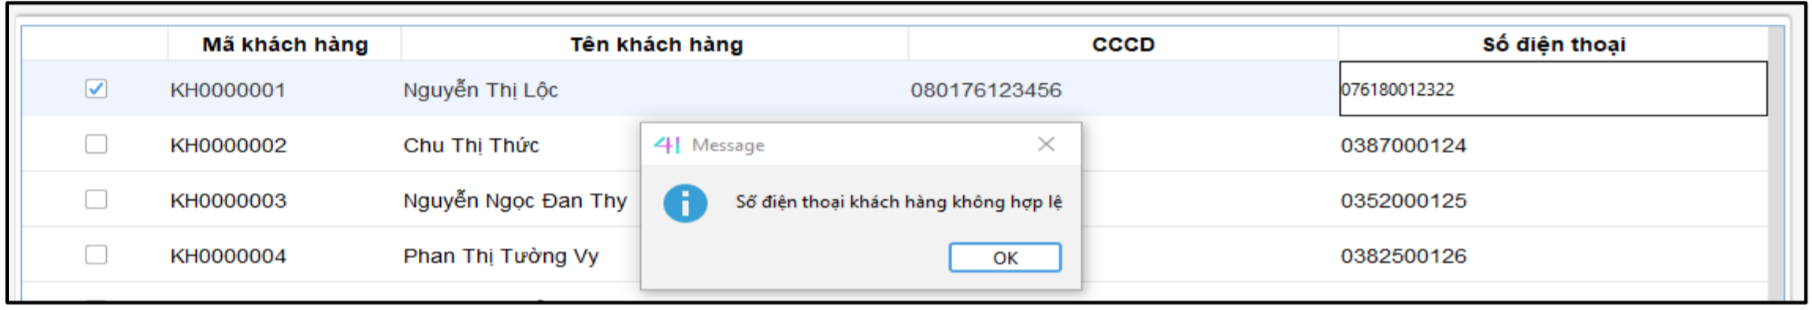 Mã khách hàng Tên khách hàng CCCD Số điện thoại
KH0000001 Nguyễn Thị Lộc 080176123456 076180012322
KH0000002 Chu Thị Thức 0387000124
Message
KH0000003 Nguyễn Ngọc Đan Thy 0352000125
Số điện thoại khách hàng không hợp lệ
KH0000004 Phan Thị Tường Vy 0382500126
OK